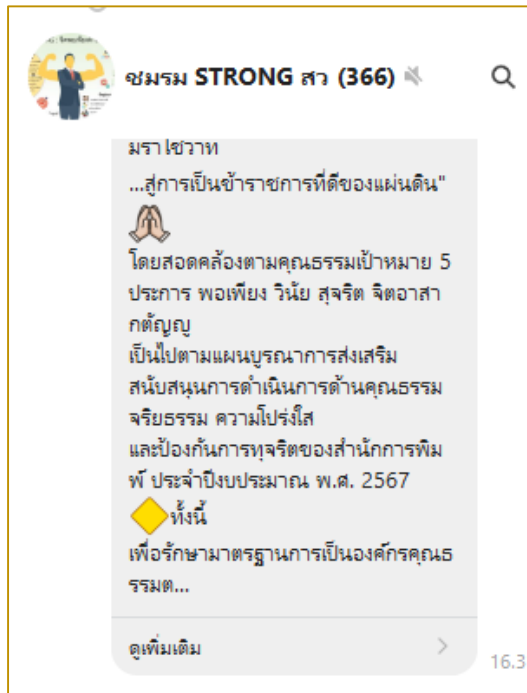 ชมรม STRONG สว (366)
...สู่การเป็นข้าราชการที่ดีของแผ่นดิน"
โดยสอดคล้องตามคุณธรรมเป้าหมาย 5
ประการ พอเพียง วินัย สุจริต จิตอาสา
กตัญญู
เป็นไปตามแผนบูรณาการส่งเสริม
สนับสนุนการดำเนินการด้านคุณธรรม
จริยธรรม ความโปร่งใส
และป้องกันการทุจริตของสำนักการพิม
พ์ ประจำปีงบประมาณ พ.ศ. 2567
ทั้งนี้
เพื่อรักษามาตรฐานการเป็นองค์กรคุณธ
รรมต...
ดูเพิ่มเติม
16.3